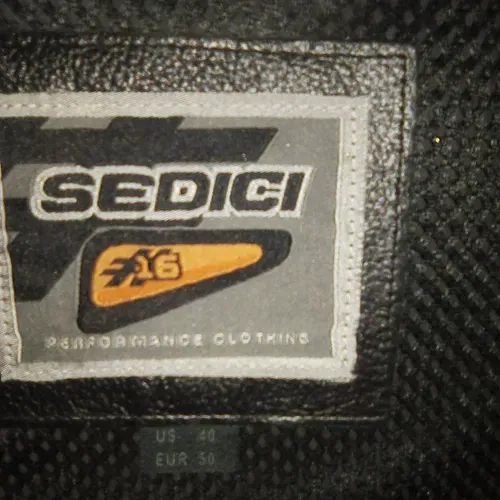 SEDICI
16
PERFORMANCE CLOTHING
US 40
EUR 50